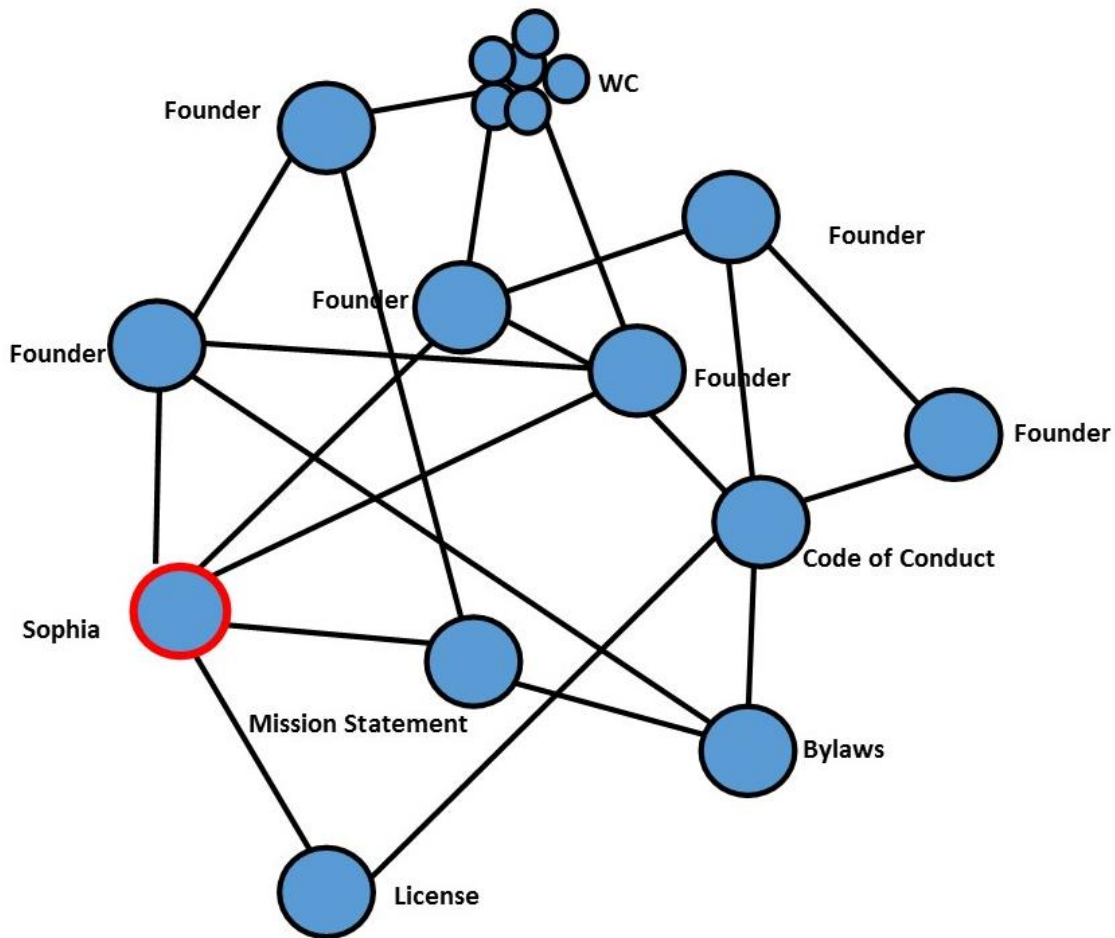 WC
Founder
Founder
Founder
Founder
Founder
Founder
Code of Conduct
Sophia
Mission Statement
Bylaws
License